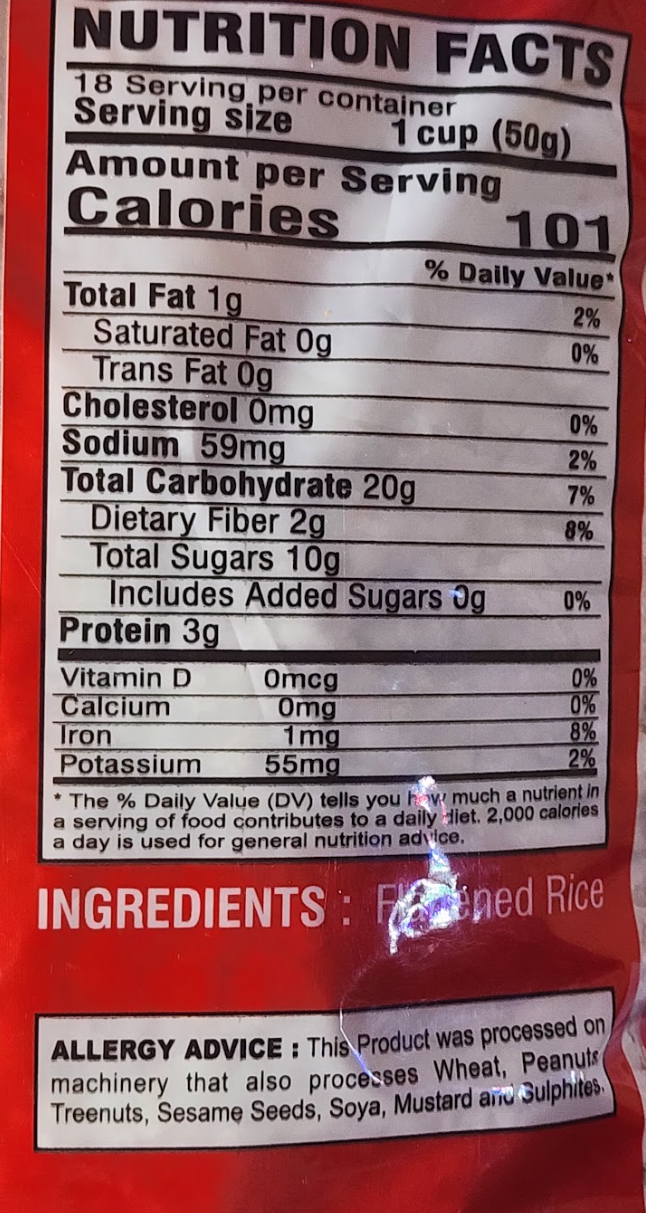 NUTRITION FACTS
18 Serving per container
Serving size 1 cup (50g)
Amount per Serving
Calories 101
% Daily Value*
Total Fat 1g 2%
Saturated Fat 0g 0%
Trans Fat 0g
Cholesterol 0mg 0%
Sodium 59mg 2%
Total Carbohydrate 20g 7%
Dietary Fiber 2g 8%
Total Sugars 10g
Includes Added Sugars 0g 0%
Protein 3g
Vitamin D 0mcg 0%
Calcium 0mg 0%
Iron 1mg 8%
Potassium 55mg 2%
* The % Daily Value (DV) tells you how much a nutrient in
a serving of food contributes to a daily diet. 2,000 calories
a day is used for general nutrition advice.
INGREDIENTS : Flattened Rice
ALLERGY ADVICE : This Product was processed on
machinery that also processes Wheat, Peanuts
Treenuts, Sesame Seeds, Soya, Mustard and Sulphites.